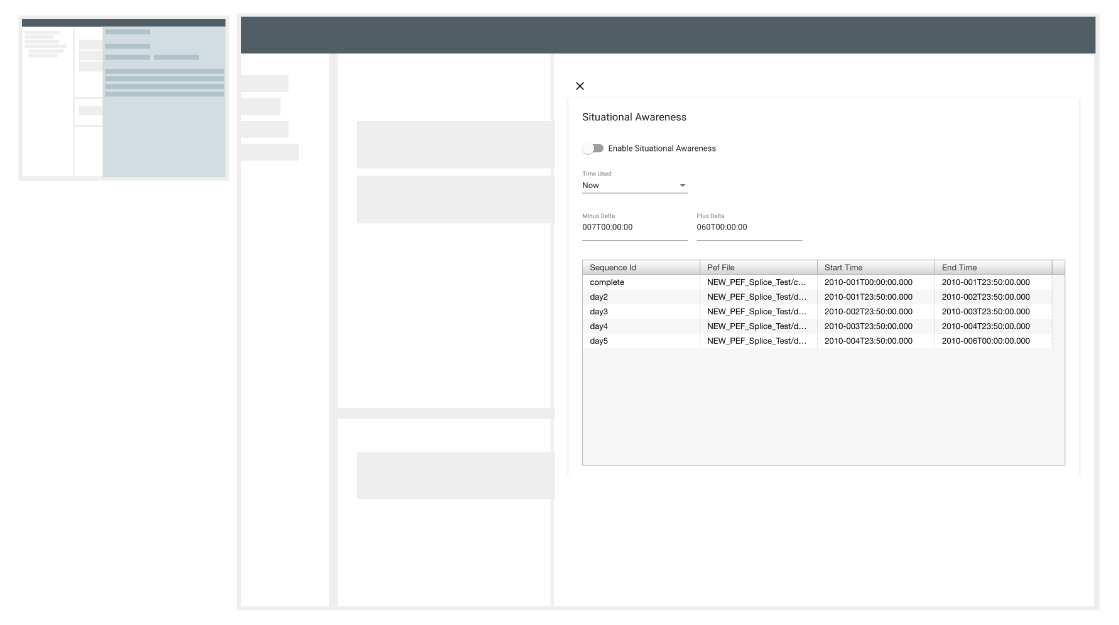 Situational Awareness
Enable Situational Awareness
Time Used
Now
Minus Delta Plus Delta
007T00:00:00 060T00:00:00
Sequence Id Pef File Start Time End Time
complete NEW_PEF_Splice_Test/c... 2010-001T00:00:00.000 2010-001T23:50:00.000
day2 NEW_PEF_Splice_Test/d... 2010-001T23:50:00.000 2010-002T23:50:00.000
day3 NEW_PEF_Splice_Test/d... 2010-002T23:50:00.000 2010-003T23:50:00.000
day4 NEW_PEF_Splice_Test/d... 2010-003T23:50:00.000 2010-004T23:50:00.000
day5 NEW_PEF_Splice_Test/d... 2010-004T23:50:00.000 2010-006T00:00:00.000